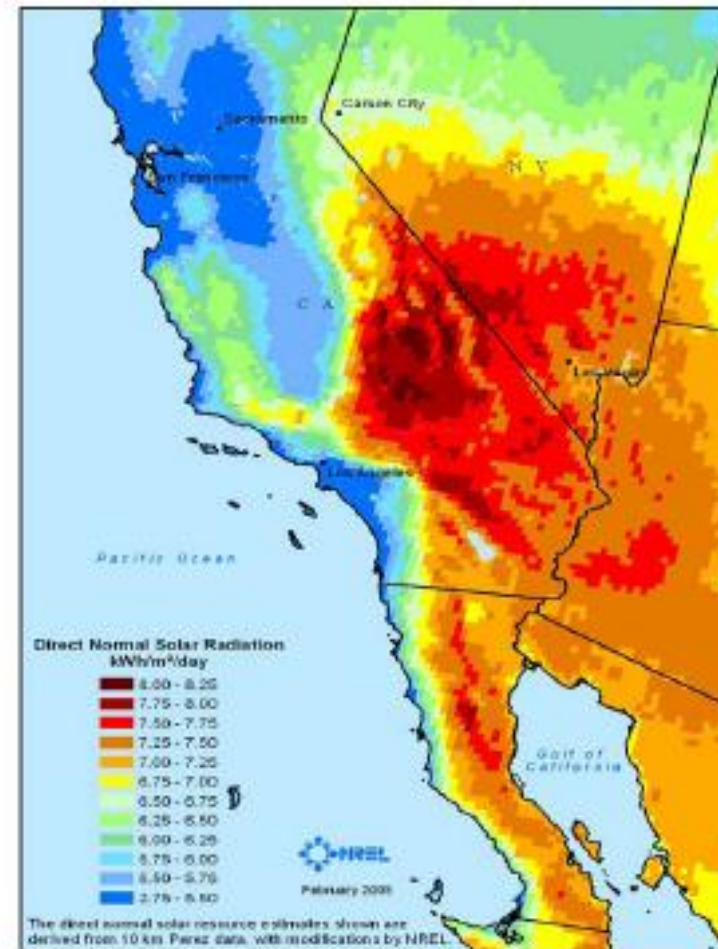 Carson City
Sacramento
San Francisco
N V
C A
Las Vegas
Los Angeles
Pacific Ocean
Direct Normal Solar Radiation
kWh/m²/day
8.00 - 8.25
7.75 - 8.00
7.50 - 7.75
7.25 - 7.50
7.00 - 7.25
6.75 - 7.00
6.50 - 6.75
6.25 - 6.50
6.00 - 6.25
5.75 - 6.00
5.50 - 5.75
2.75 - 5.50
Gulf of
California
NREL
February
The direct normal solar resource estimates shown are
derived from 10 km Perez data, with modifications by NREL.